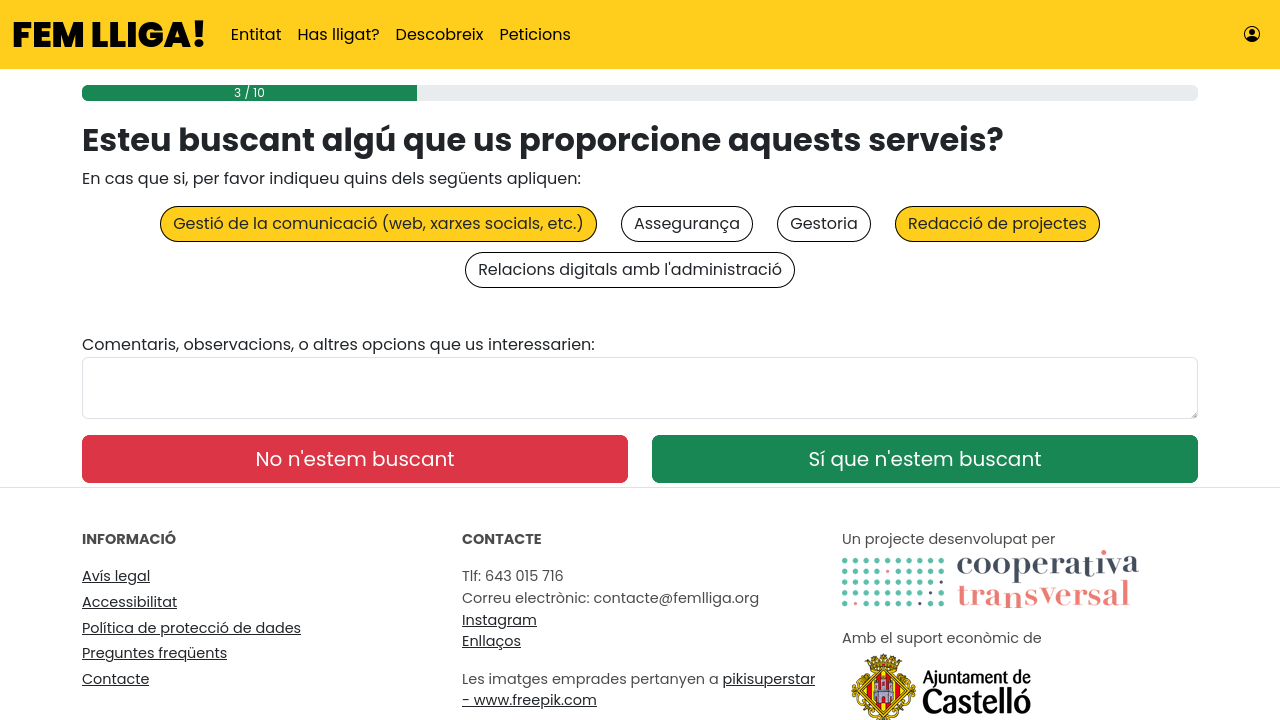 FEM LLIGA!
Entitat
Has lligat?
Descobreix
Peticions
3 / 10
Esteu buscant algú que us proporcione aquests serveis?
En cas que si, per favor indiqueu quins dels següents apliquen:
Gestió de la comunicació (web, xarxes socials, etc.)
Assegurança
Gestoria
Redacció de projectes
Relacions digitals amb l'administració
Comentaris, observacions, o altres opcions que us interessarien:
No n'estem buscant
Sí que n'estem buscant
INFORMACIÓ
Avís legal
Accessibilitat
Política de protecció de dades
Preguntes freqüents
Contacte
CONTACTE
Tlf: 643 015 716
Correu electrònic: contacte@femlliga.org
Instagram
Enllaços
Les imatges emprades pertanyen a pikisuperstar
- www.freepik.com
Un projecte desenvolupat per
cooperativa
transversal
Amb el suport econòmic de
Ajuntament de
Castelló